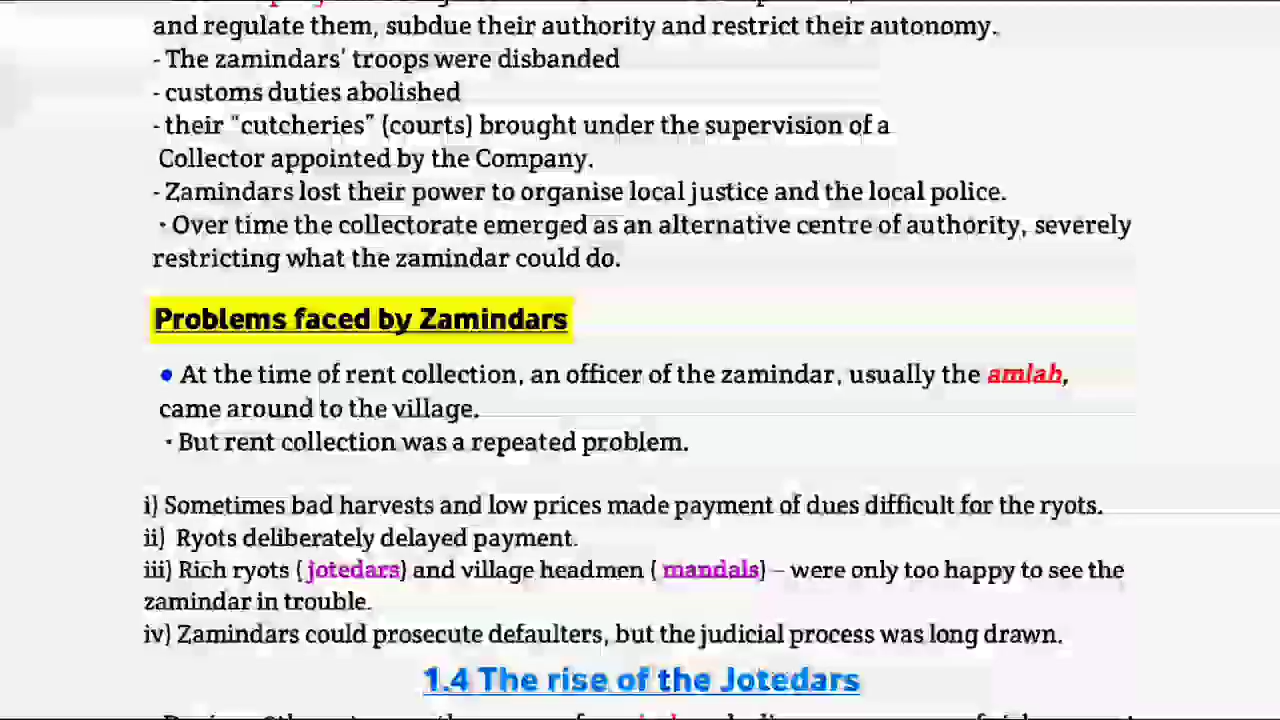 and regulate them, subdue their authority and restrict their autonomy.
- The zamindars' troops were disbanded
- customs duties abolished
- their "cutcheries" (courts) brought under the supervision of a
Collector appointed by the Company.
- Zamindars lost their power to organise local justice and the local police.
• Over time the collectorate emerged as an alternative centre of authority, severely
restricting what the zamindar could do.
Problems faced by Zamindars
• At the time of rent collection, an officer of the zamindar, usually the amlah,
came around to the village.
• But rent collection was a repeated problem.
i) Sometimes bad harvests and low prices made payment of dues difficult for the ryots.
ii) Ryots deliberately delayed payment.
iii) Rich ryots ( jotedars) and village headmen ( mandals) – were only too happy to see the
zamindar in trouble.
iv) Zamindars could prosecute defaulters, but the judicial process was long drawn.
1.4 The rise of the Jotedars